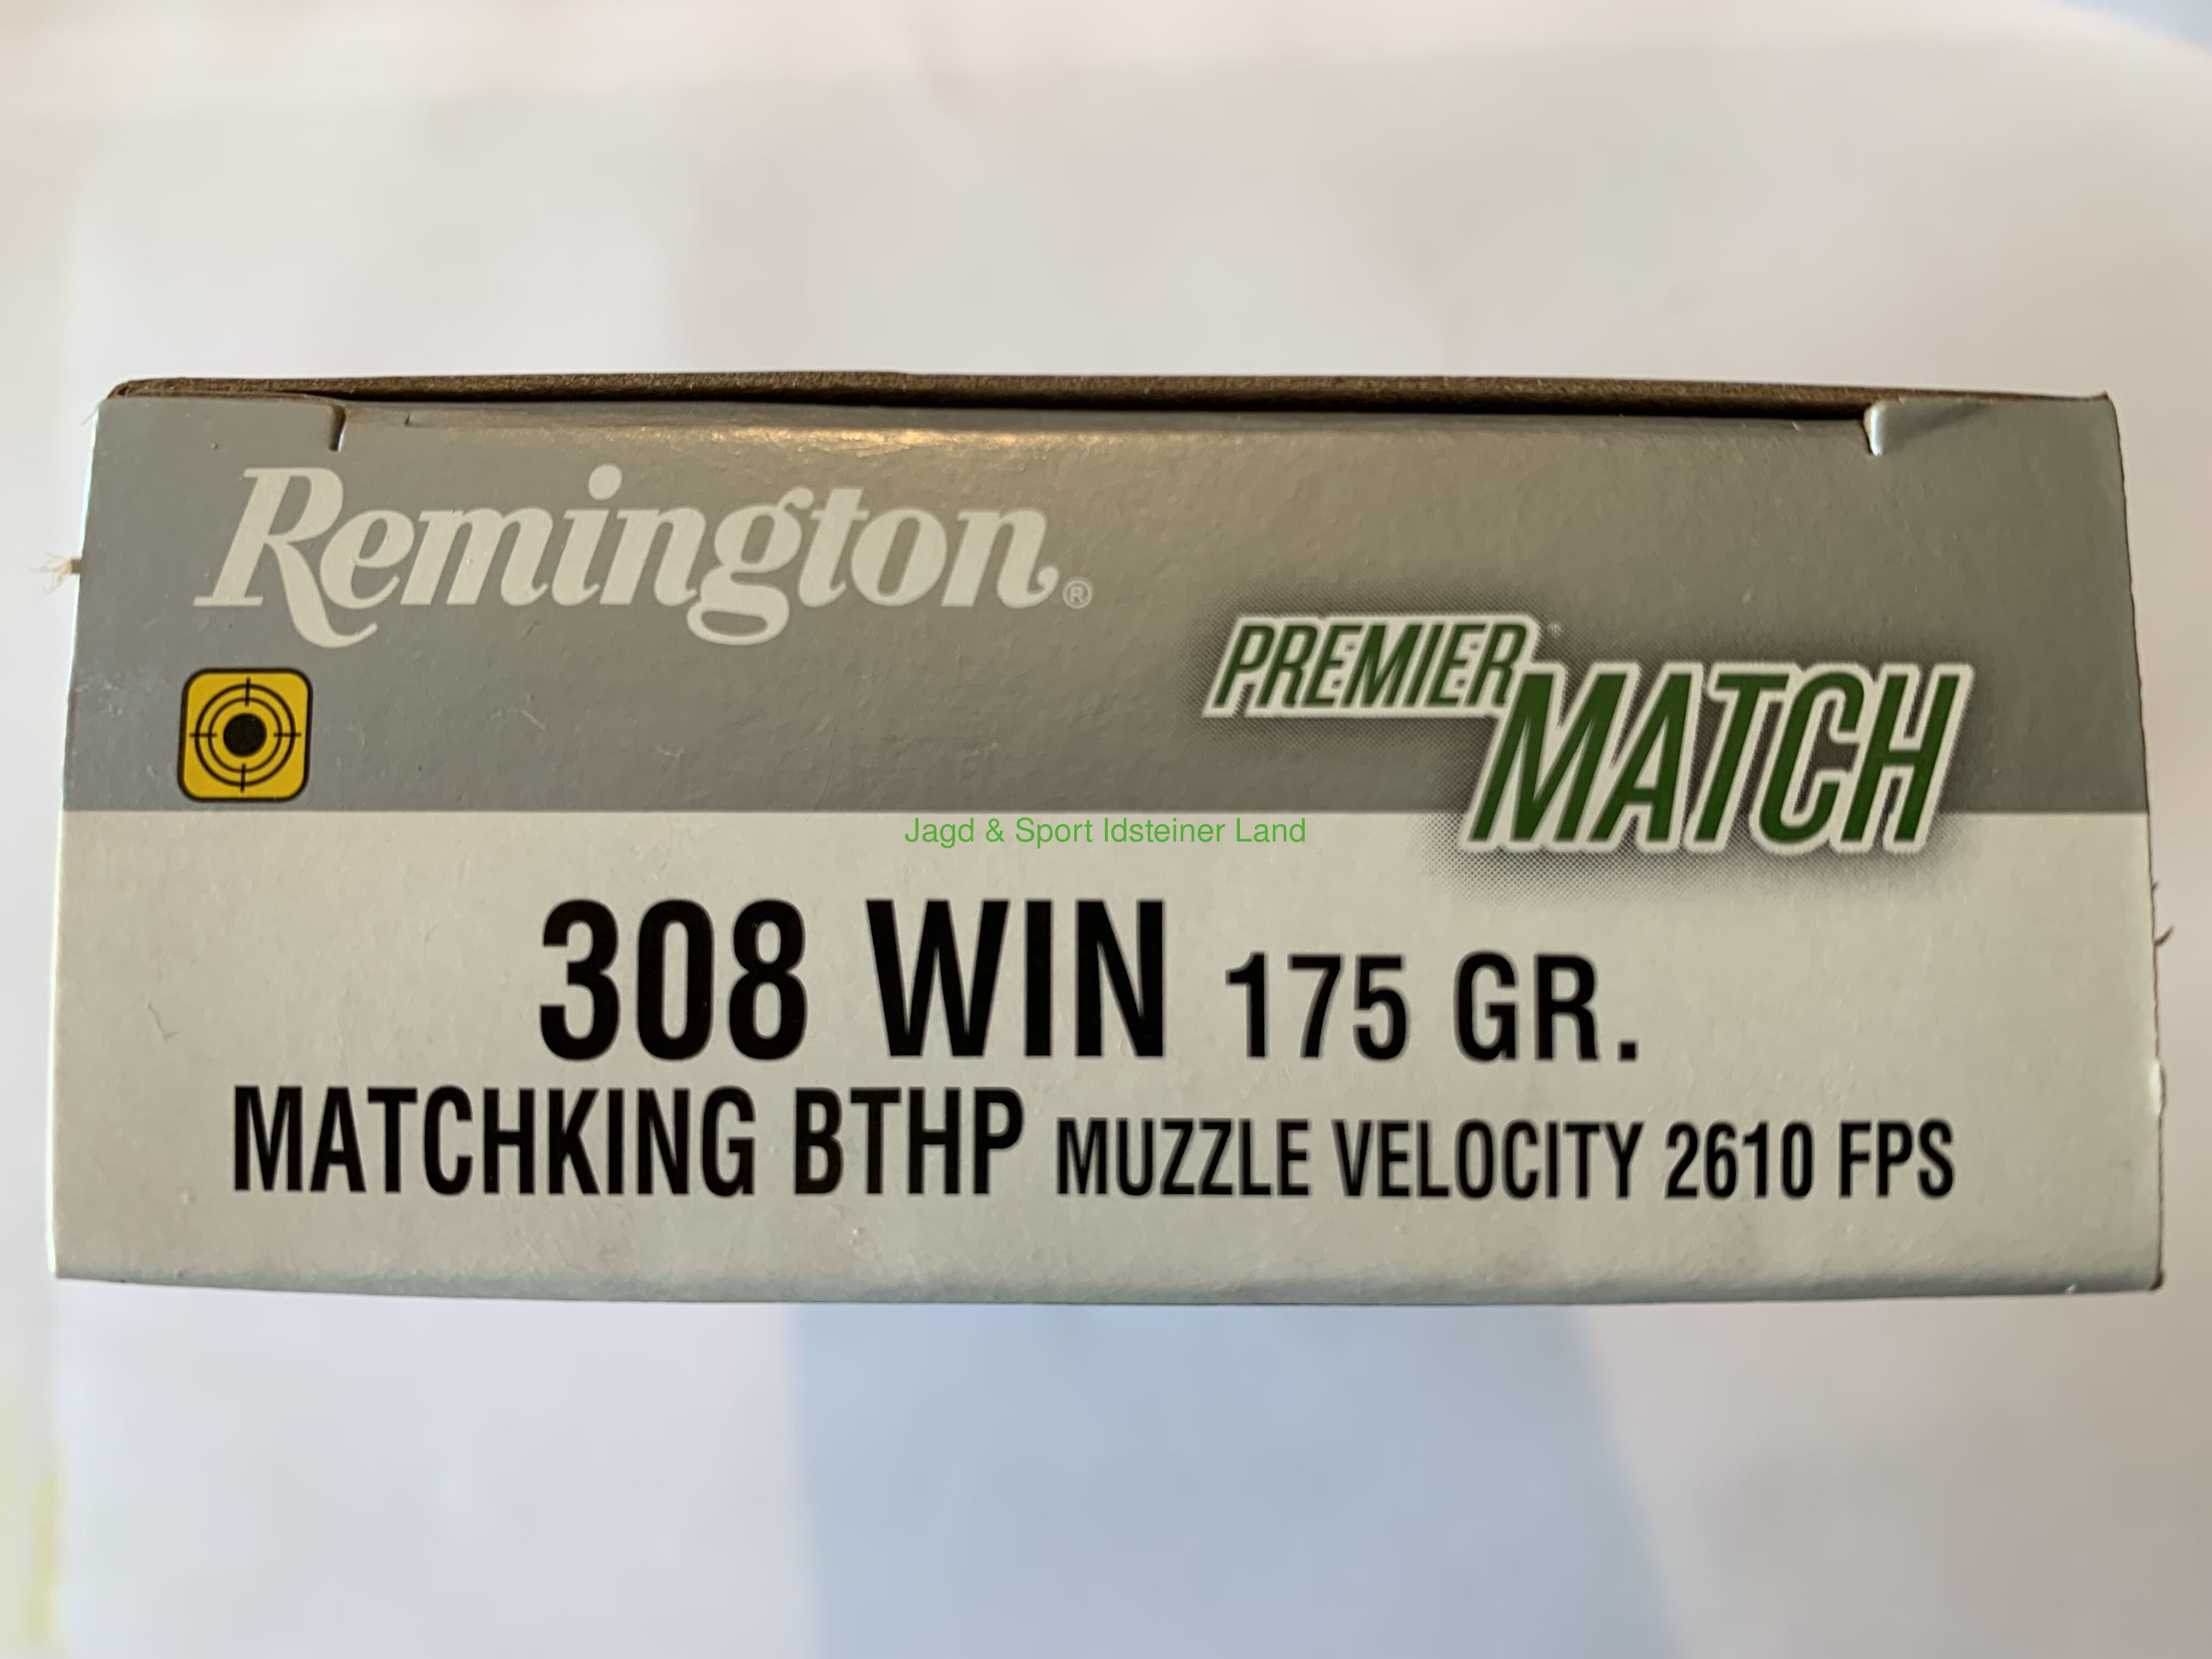 Remington®
PREMIER
MATCH
Jagd & Sport Idsteiner Land
308 WIN 175 GR.
MATCHKING BTHP MUZZLE VELOCITY 2610 FPS